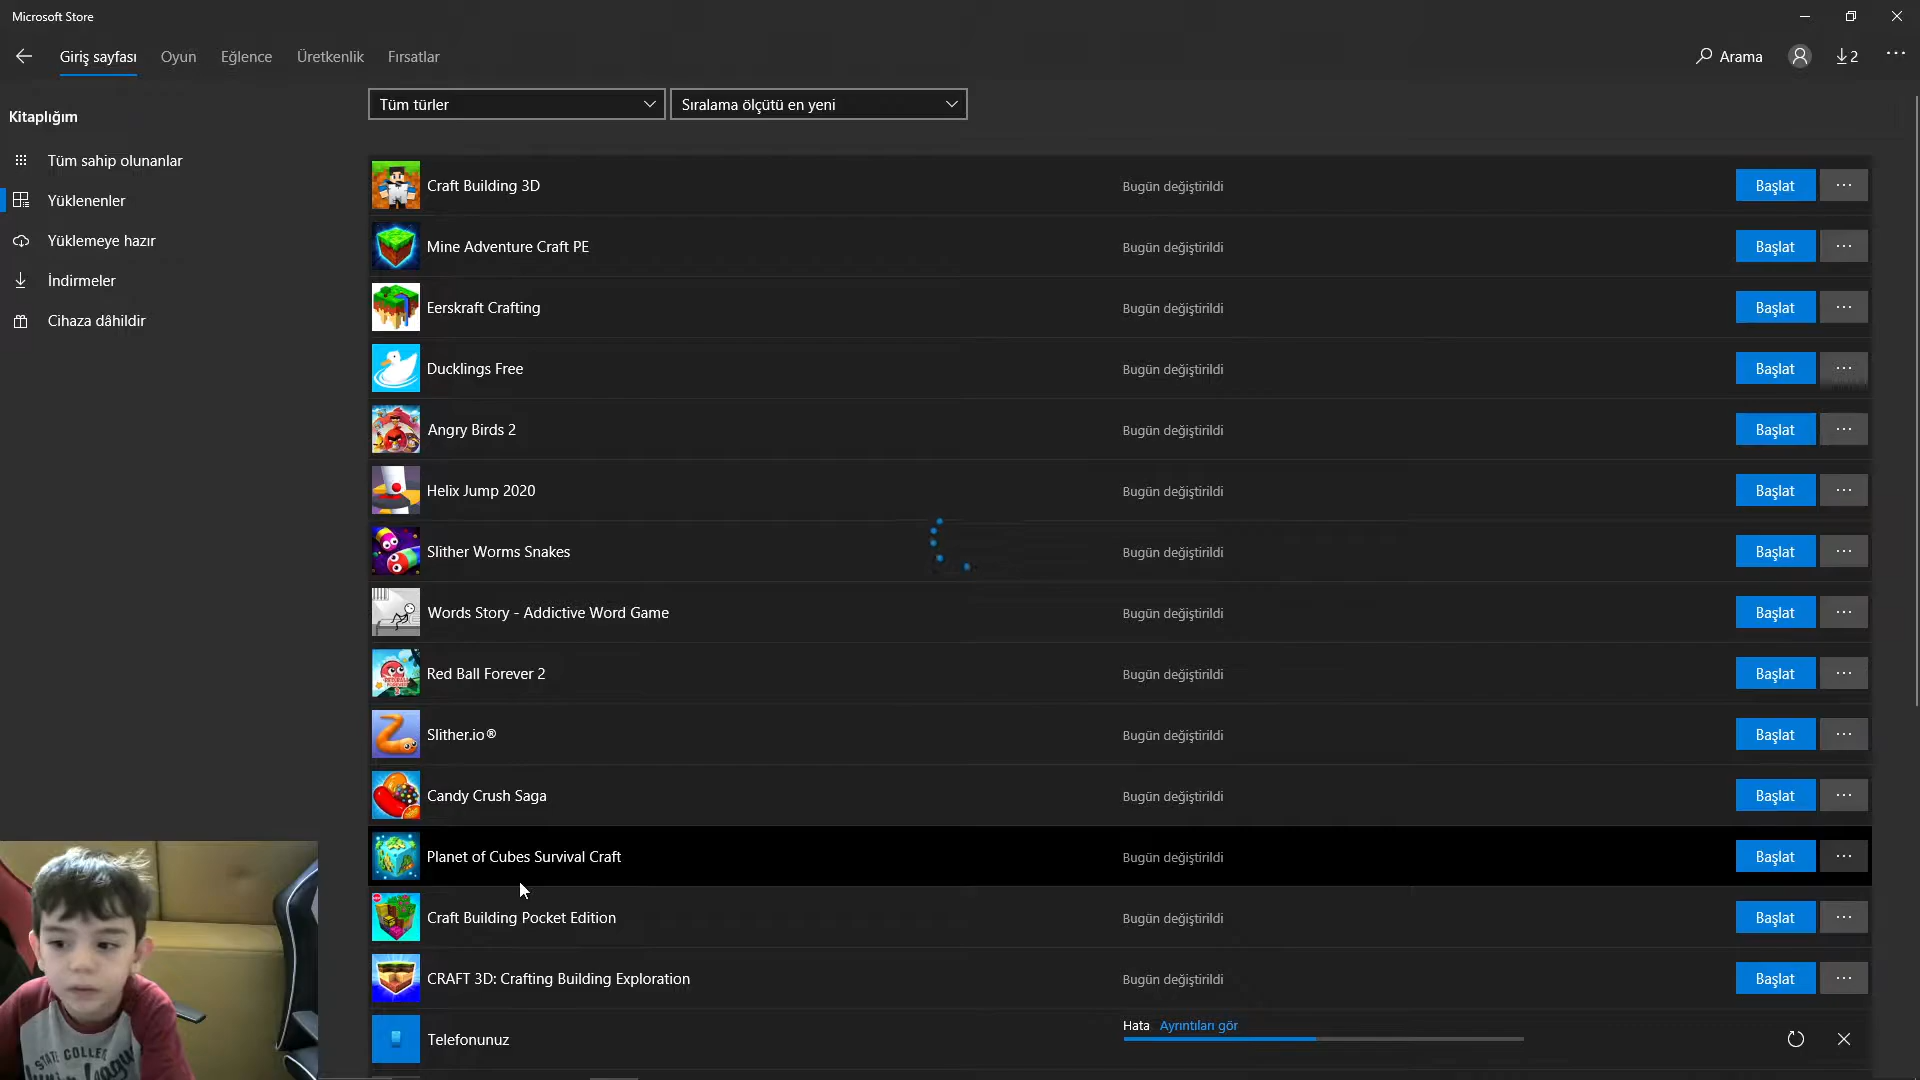 Microsoft Store
Giriş sayfası
Oyun
Eğlence
Üretkenlik
Fırsatlar
Arama
2
Kitaplığım
Tüm sahip olunanlar
Yüklenenler
Yüklemeye hazır
İndirmeler
Cihaza dâhildir
Tüm türler
Sıralama ölçütü en yeni
Craft Building 3D
Bugün değiştirildi
Başlat
Mine Adventure Craft PE
Bugün değiştirildi
Başlat
Eerskraft Crafting
Bugün değiştirildi
Başlat
Ducklings Free
Bugün değiştirildi
Başlat
Angry Birds 2
Bugün değiştirildi
Başlat
Helix Jump 2020
Bugün değiştirildi
Başlat
Slither Worms Snakes
Bugün değiştirildi
Başlat
Words Story - Addictive Word Game
Bugün değiştirildi
Başlat
Red Ball Forever 2
Bugün değiştirildi
Başlat
Slither.io®
Bugün değiştirildi
Başlat
Candy Crush Saga
Bugün değiştirildi
Başlat
Planet of Cubes Survival Craft
Bugün değiştirildi
Başlat
Craft Building Pocket Edition
Bugün değiştirildi
Başlat
CRAFT 3D: Crafting Building Exploration
Bugün değiştirildi
Başlat
Telefonunuz
Hata Ayrıntıları gör
STATE COLLE